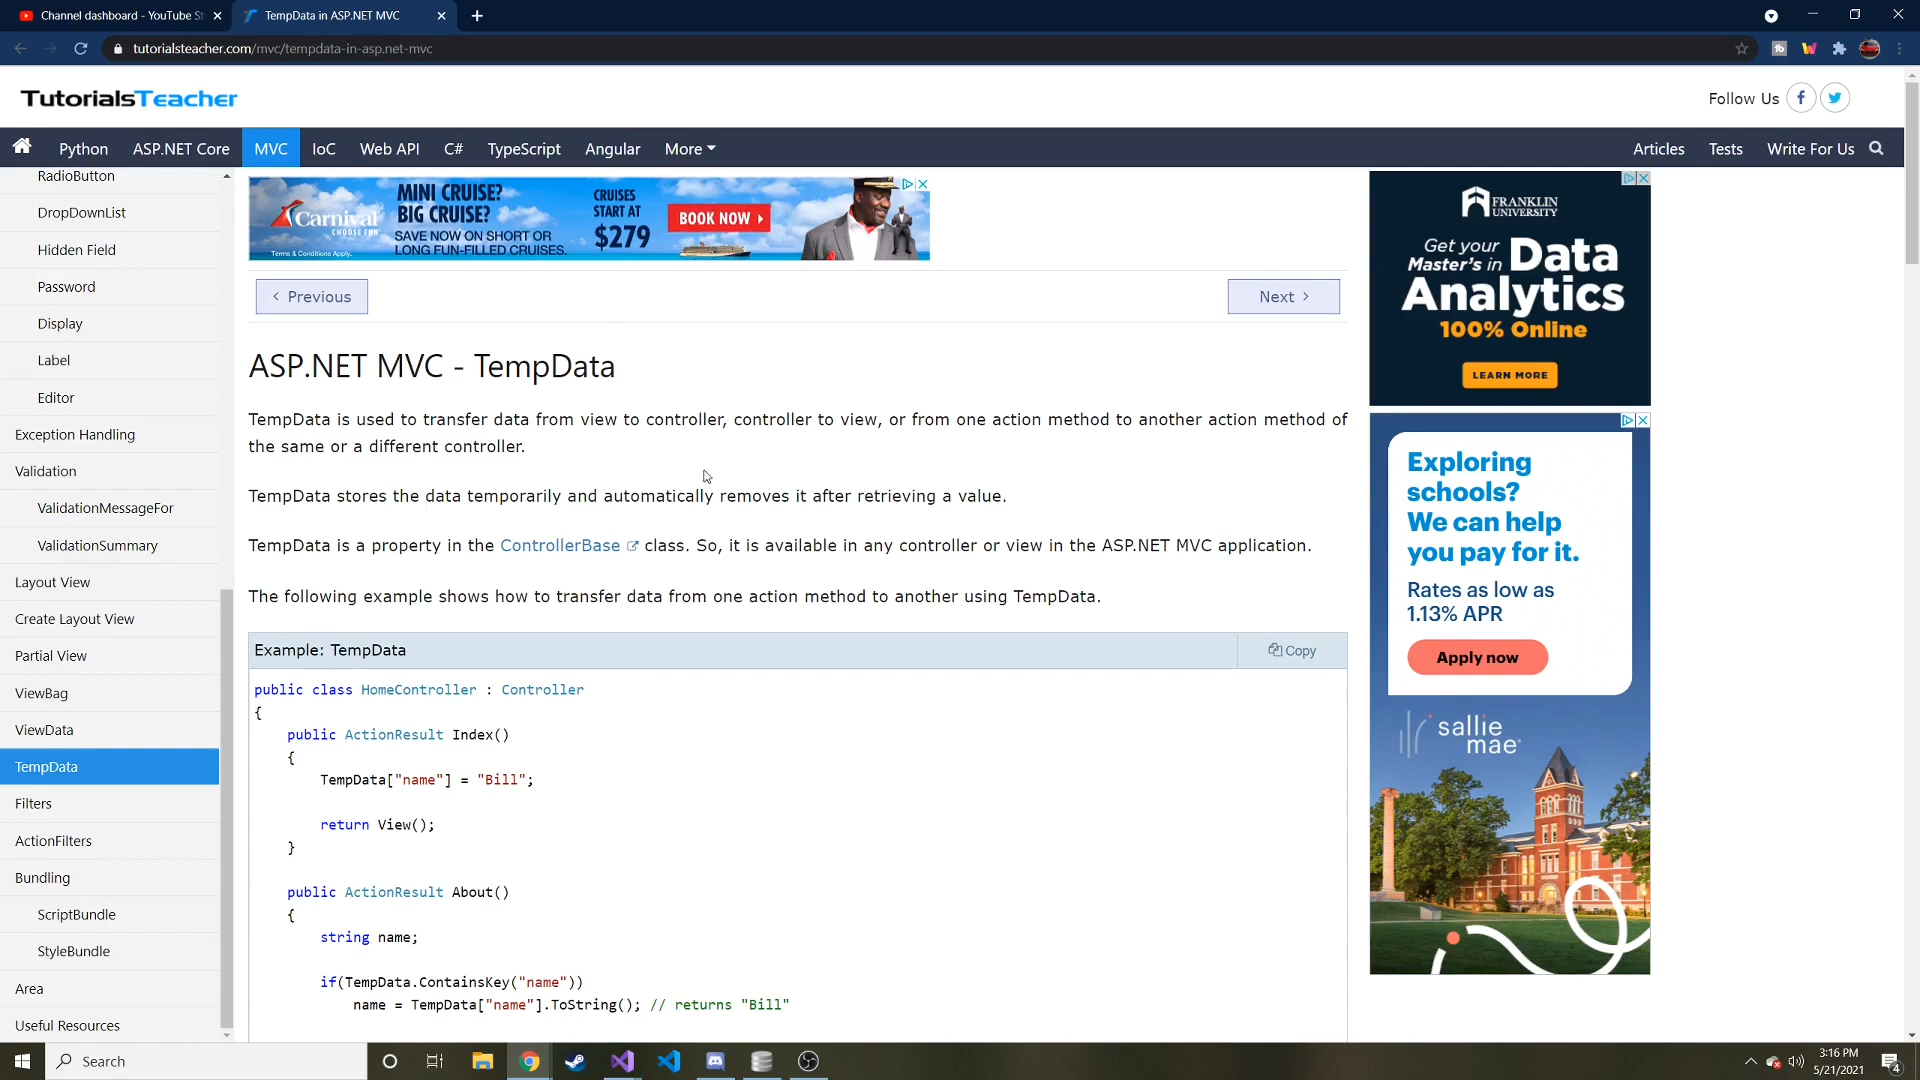 Channel dashboard - YouTube St
TempData in ASP.NET MVC
tutorialsteacher.com/mvc/tempdata-in-asp.net-mvc
TutorialsTeacher
Follow Us
Python
ASP.NET Core
MVC
IoC
Web API
C#
TypeScript
Angular
More
Articles
Tests
Write For Us
RadioButton
DropDownList
Hidden Field
Password
Display
Label
Editor
Exception Handling
Validation
ValidationMessageFor
ValidationSummary
Layout View
Create Layout View
Partial View
ViewBag
ViewData
TempData
Filters
ActionFilters
Bundling
ScriptBundle
StyleBundle
Area
Useful Resources
Carnival
CHOOSE FUN
Terms & Conditions Apply.
MINI CRUISE?
BIG CRUISE?
SAVE NOW ON SHORT OR
LONG FUN-FILLED CRUISES.
CRUISES
START AT
$279
BOOK NOW
Previous
Next
ASP.NET MVC - TempData
TempData is used to transfer data from view to controller, controller to view, or from one action method to another action method of
the same or a different controller.
TempData stores the data temporarily and automatically removes it after retrieving a value.
TempData is a property in the ControllerBase class. So, it is available in any controller or view in the ASP.NET MVC application.
The following example shows how to transfer data from one action method to another using TempData.
Example: TempData
Copy
public class HomeController : Controller
{
public ActionResult Index()
{
TempData["name"] = "Bill";
return View();
}
public ActionResult About()
{
string name;
if(TempData.ContainsKey("name"))
name = TempData["name"].ToString(); // returns "Bill"
FRANKLIN
UNIVERSITY
Get your
Master's in Data
Analytics
100% Online
LEARN MORE
Exploring
schools?
We can help
you pay for it.
Rates as low as
1.13% APR
Apply now
sallie
mae
Search
3:16 PM
5/21/2021
4